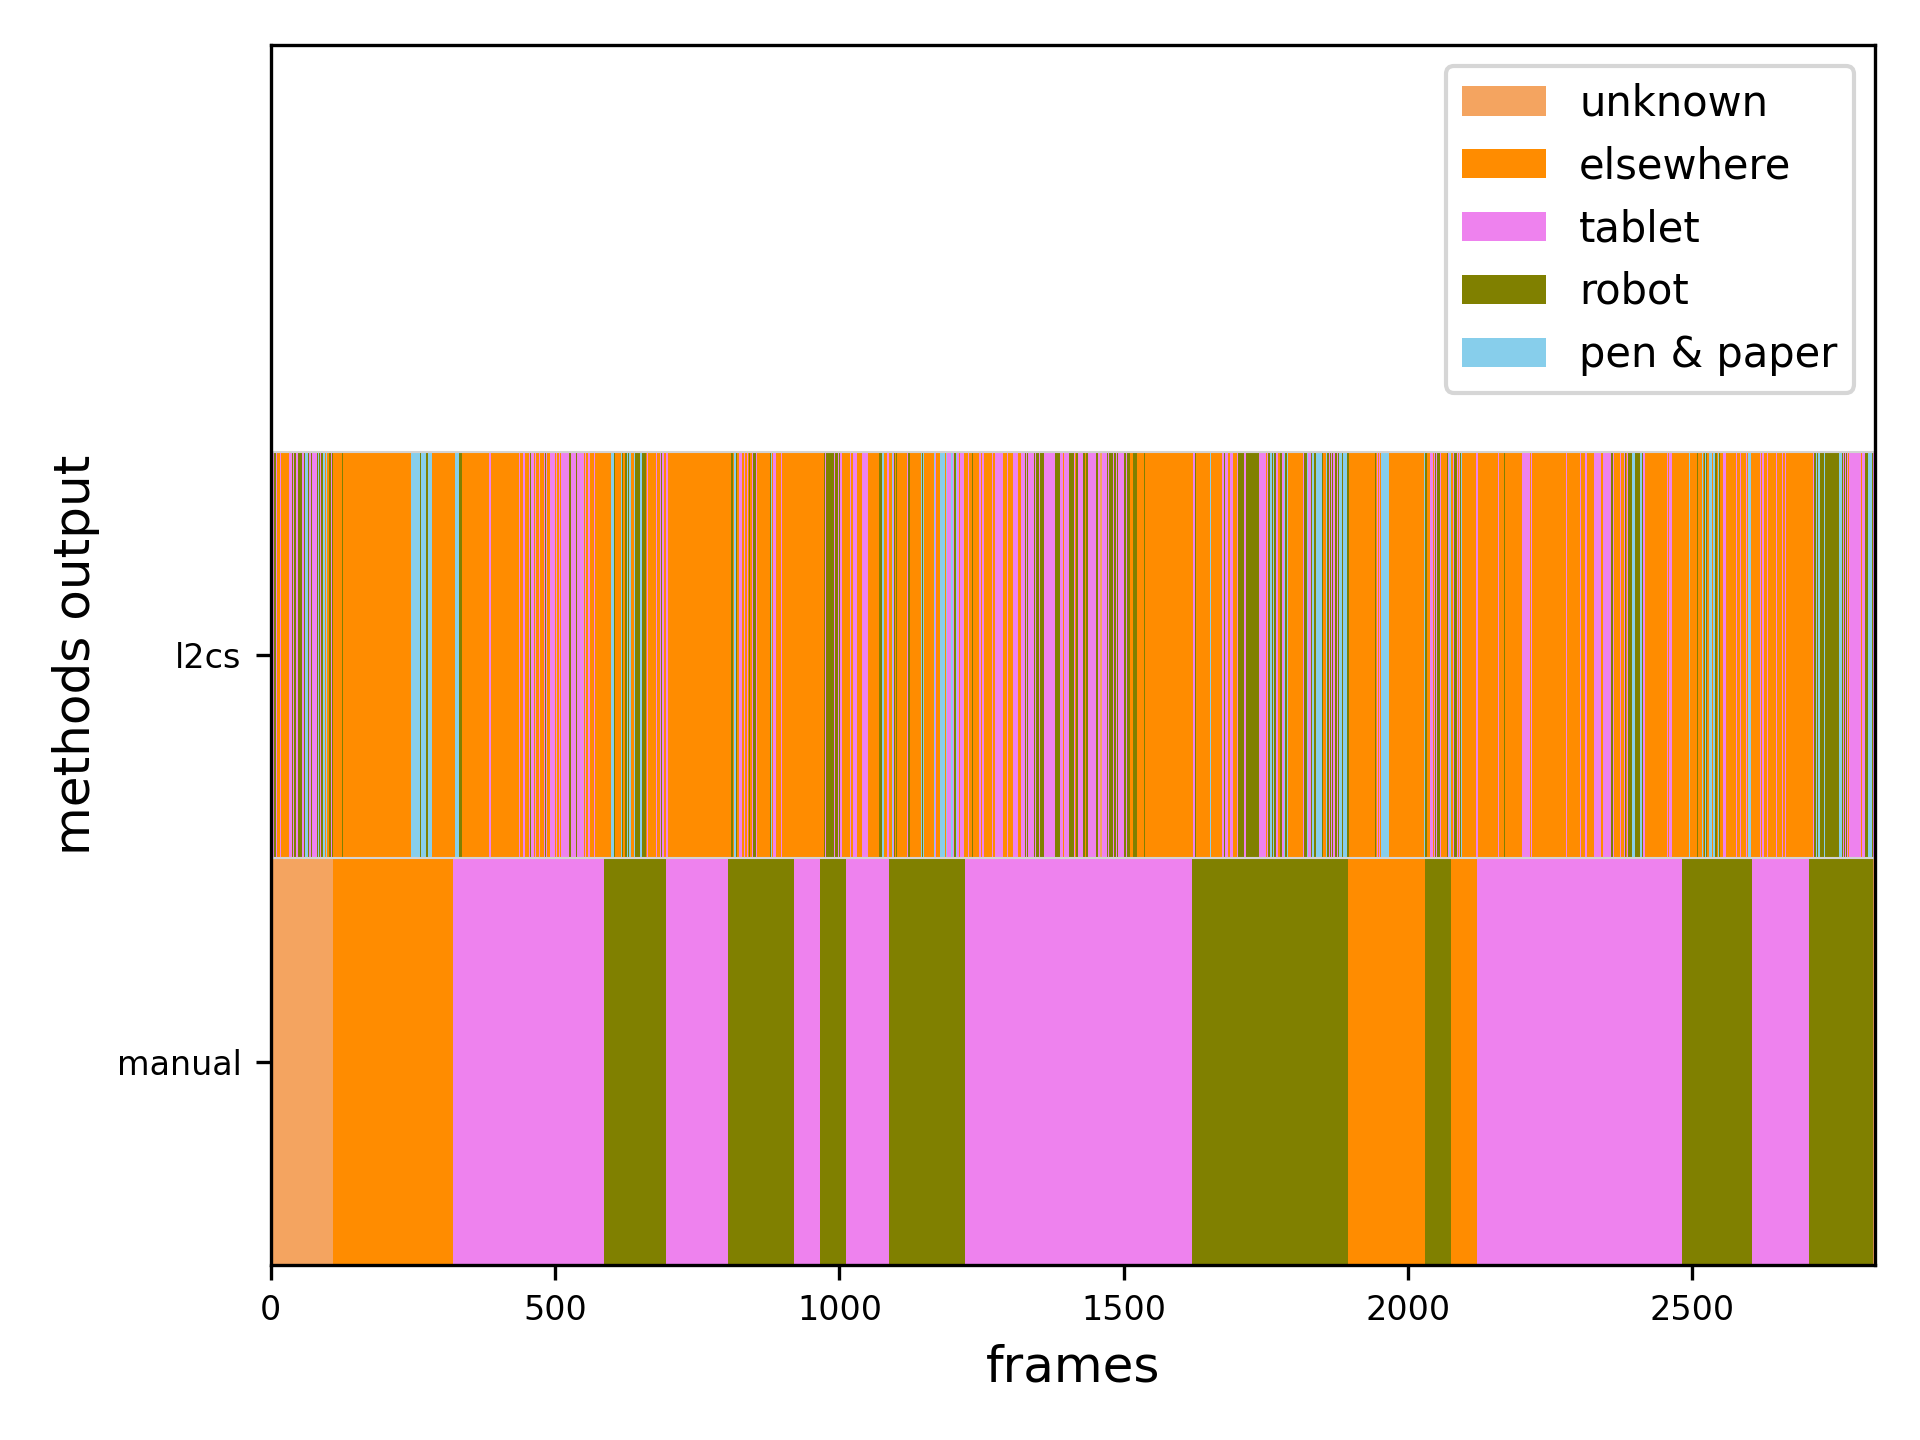 unknown
elsewhere
tablet
robot
pen & paper
methods output
l2cs
manual
0 500 1000 1500 2000 2500
frames